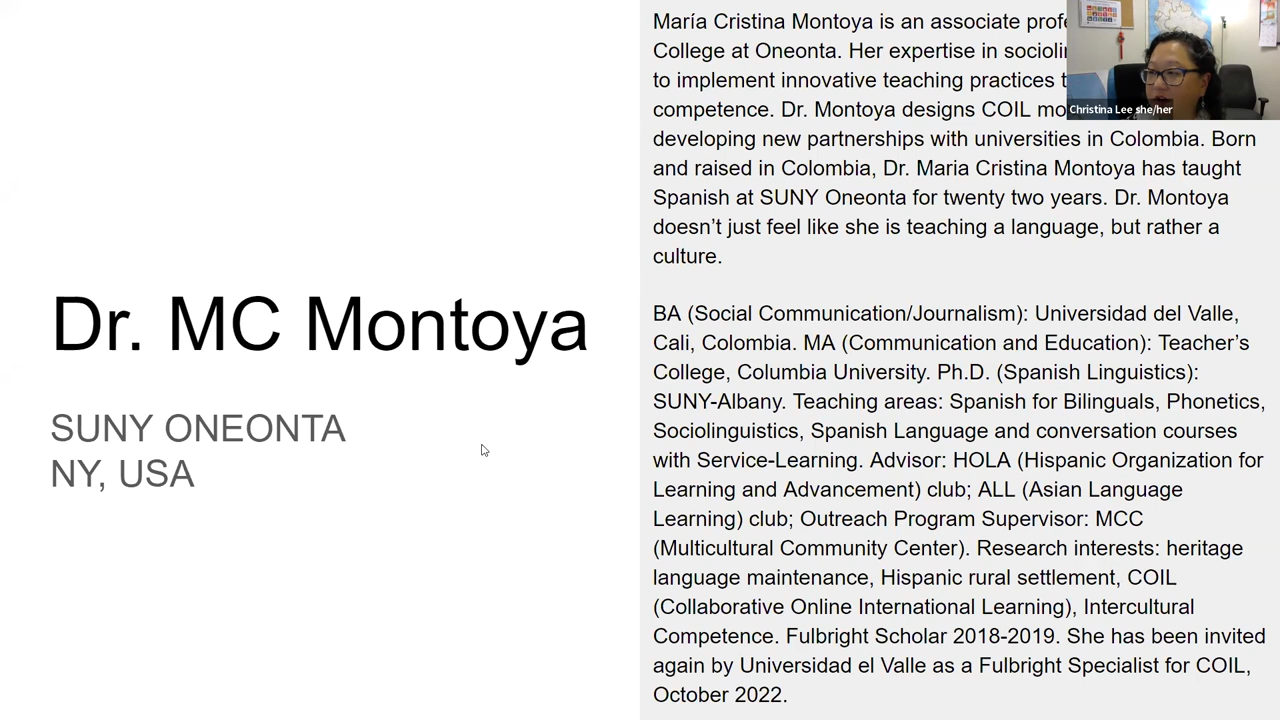 Dr. MC Montoya
SUNY ONEONTA
NY, USA
María Cristina Montoya is an associate
College at Oneonta. Her expertise in
to implement innovative teaching practices
competence. Dr. Montoya designs COIL
developing new partnerships with universities in Colombia. Born
and raised in Colombia, Dr. Maria Cristina Montoya has taught
Spanish at SUNY Oneonta for twenty two years. Dr. Montoya
doesn’t just feel like she is teaching a language, but rather a
culture.
BA (Social Communication/Journalism): Universidad del Valle,
Cali, Colombia. MA (Communication and Education): Teacher’s
College, Columbia University. Ph.D. (Spanish Linguistics):
SUNY-Albany. Teaching areas: Spanish for Bilinguals, Phonetics,
Sociolinguistics, Spanish Language and conversation courses
with Service-Learning. Advisor: HOLA (Hispanic Organization for
Learning and Advancement) club; ALL (Asian Language
Learning) club; Outreach Program Supervisor: MCC
(Multicultural Community Center). Research interests: heritage
language maintenance, Hispanic rural settlement, COIL
(Collaborative Online International Learning), Intercultural
Competence. Fulbright Scholar 2018-2019. She has been invited
again by Universidad el Valle as a Fulbright Specialist for COIL,
October 2022.
Christina Lee she/her